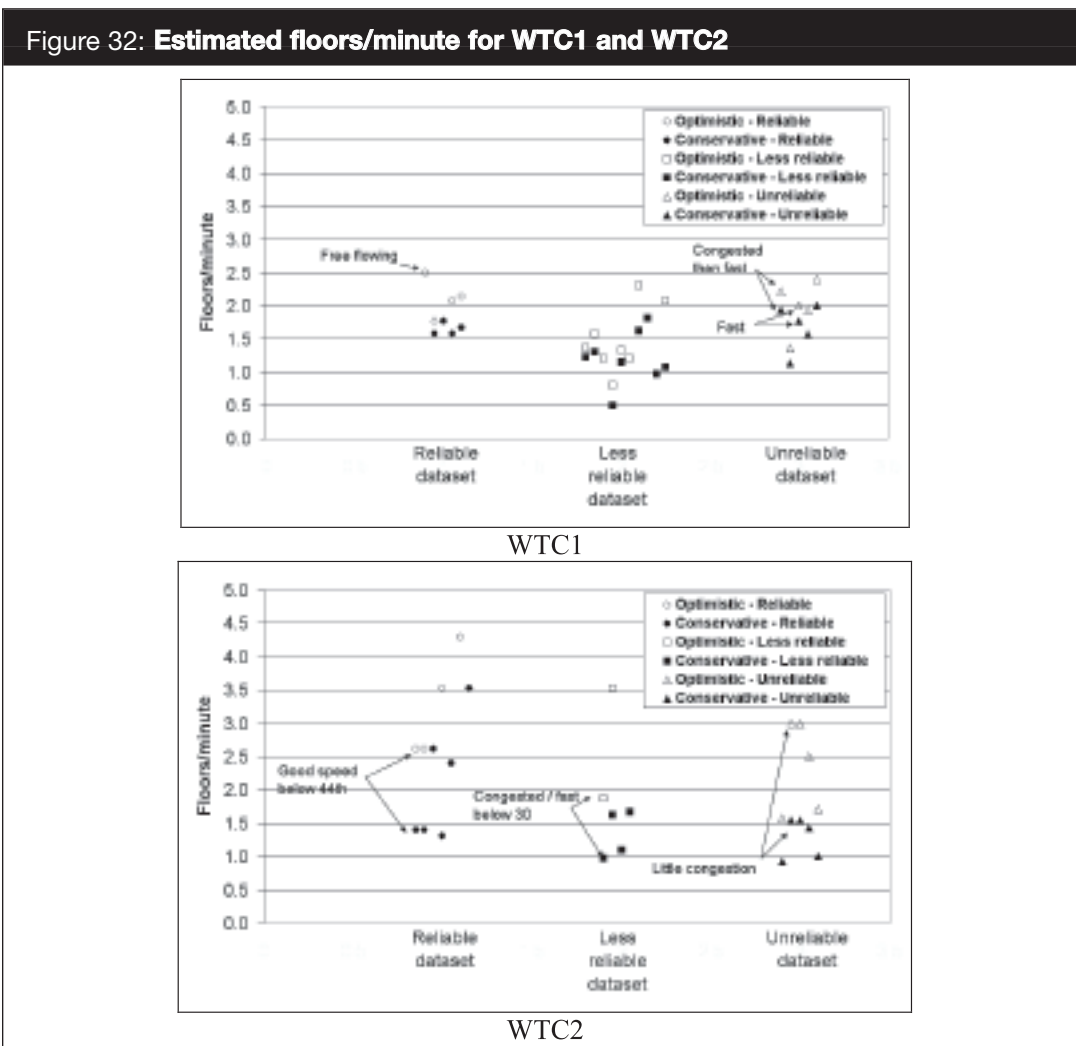 Figure 32: Estimated floors/minute for WTC1 and WTC2
5.0
4.5
4.0
3.5
3.0
2.5
2.0
1.5
1.0
0.5
0.0
Floors/minute
Optimistic - Reliable
Conservative - Reliable
Optimistic - Less reliable
Conservative - Less reliable
Optimistic - Unreliable
Conservative - Unreliable
Free flowing
Congested
then fast
Fast
Reliable
dataset
Less
reliable
dataset
Unreliable
dataset
WTC1
5.0
4.5
4.0
3.5
3.0
2.5
2.0
1.5
1.0
0.5
0.0
Floors/minute
Optimistic - Reliable
Conservative - Reliable
Optimistic - Less reliable
Conservative - Less reliable
Optimistic - Unreliable
Conservative - Unreliable
Good speed
below 44th
Congested / fast
below 30
Little congestion
Reliable
dataset
Less
reliable
dataset
Unreliable
dataset
WTC2